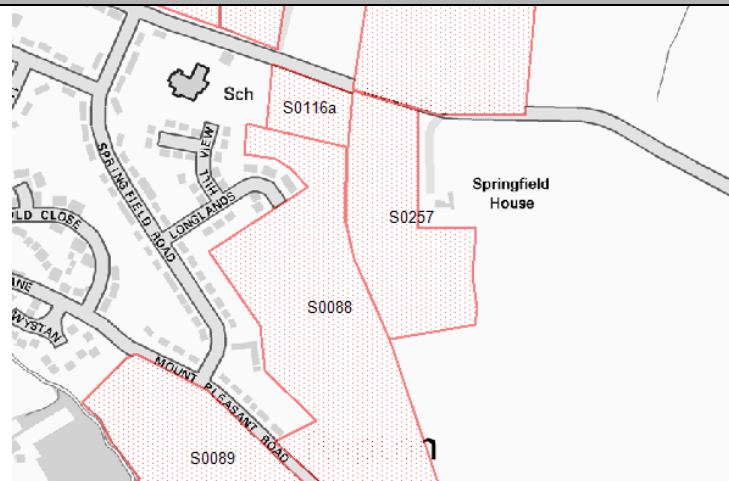 Sch
S0116a
HILL VIEW
SPRINGFIELD ROAD
LONGLANDS
Springfield
House
S0257
OLD CLOSE
S0088
ANE
WYSTAN
MOUNT PLEASANT ROAD
S0089